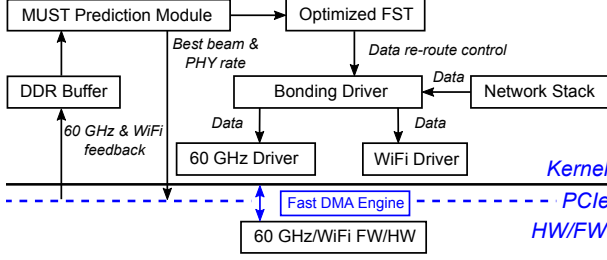 MUST Prediction Module
Optimized FST
Best beam &
PHY rate
Data re-route control
DDR Buffer
Bonding Driver
Data
Network Stack
60 GHz & WiFi
feedback
Data
Data
60 GHz Driver
WiFi Driver
Kernel
Fast DMA Engine
PCIe
60 GHz/WiFi FW/HW
HW/FW